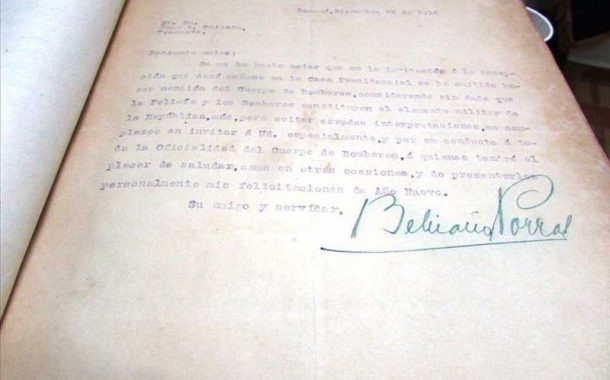 Panamá, Diciembre 31 de 1912
Sr. Dn.
Juan A. Guizado,
Presente.
Estimado amigo:
Se me ha hecho notar que en la invitación á la recep-
ción que daré mañana en la Casa Presidencial se ha omitido ha-
cer mención del Cuerpo de Bomberos, considerante sin duda que
la Policía y los Bomberos constituyen el elemento militar de
la República, más, para evitar erradas interpretaciones, me com-
plazco en invitar á Ud. especialmente, y por su conducto á to-
da la Oficialidad del Cuerpo de Bomberos, á quienes tendré el
placer de saludar, como en otras ocasiones, y de presentarles
personalmente mis felicitaciones de Año Nuevo.
Su amigo y servidor,
Belisario Porras